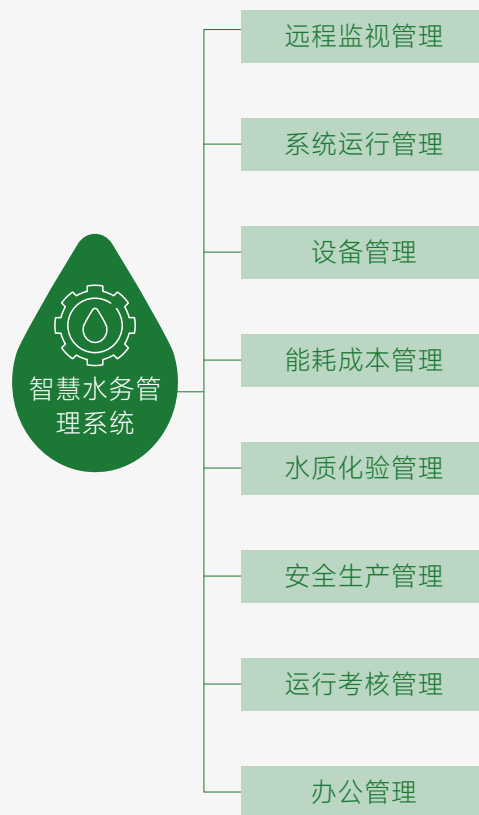 远程监视管理
系统运行管理
设备管理
智慧水务管
理系统
能耗成本管理
水质化验管理
安全生产管理
运行考核管理
办公管理